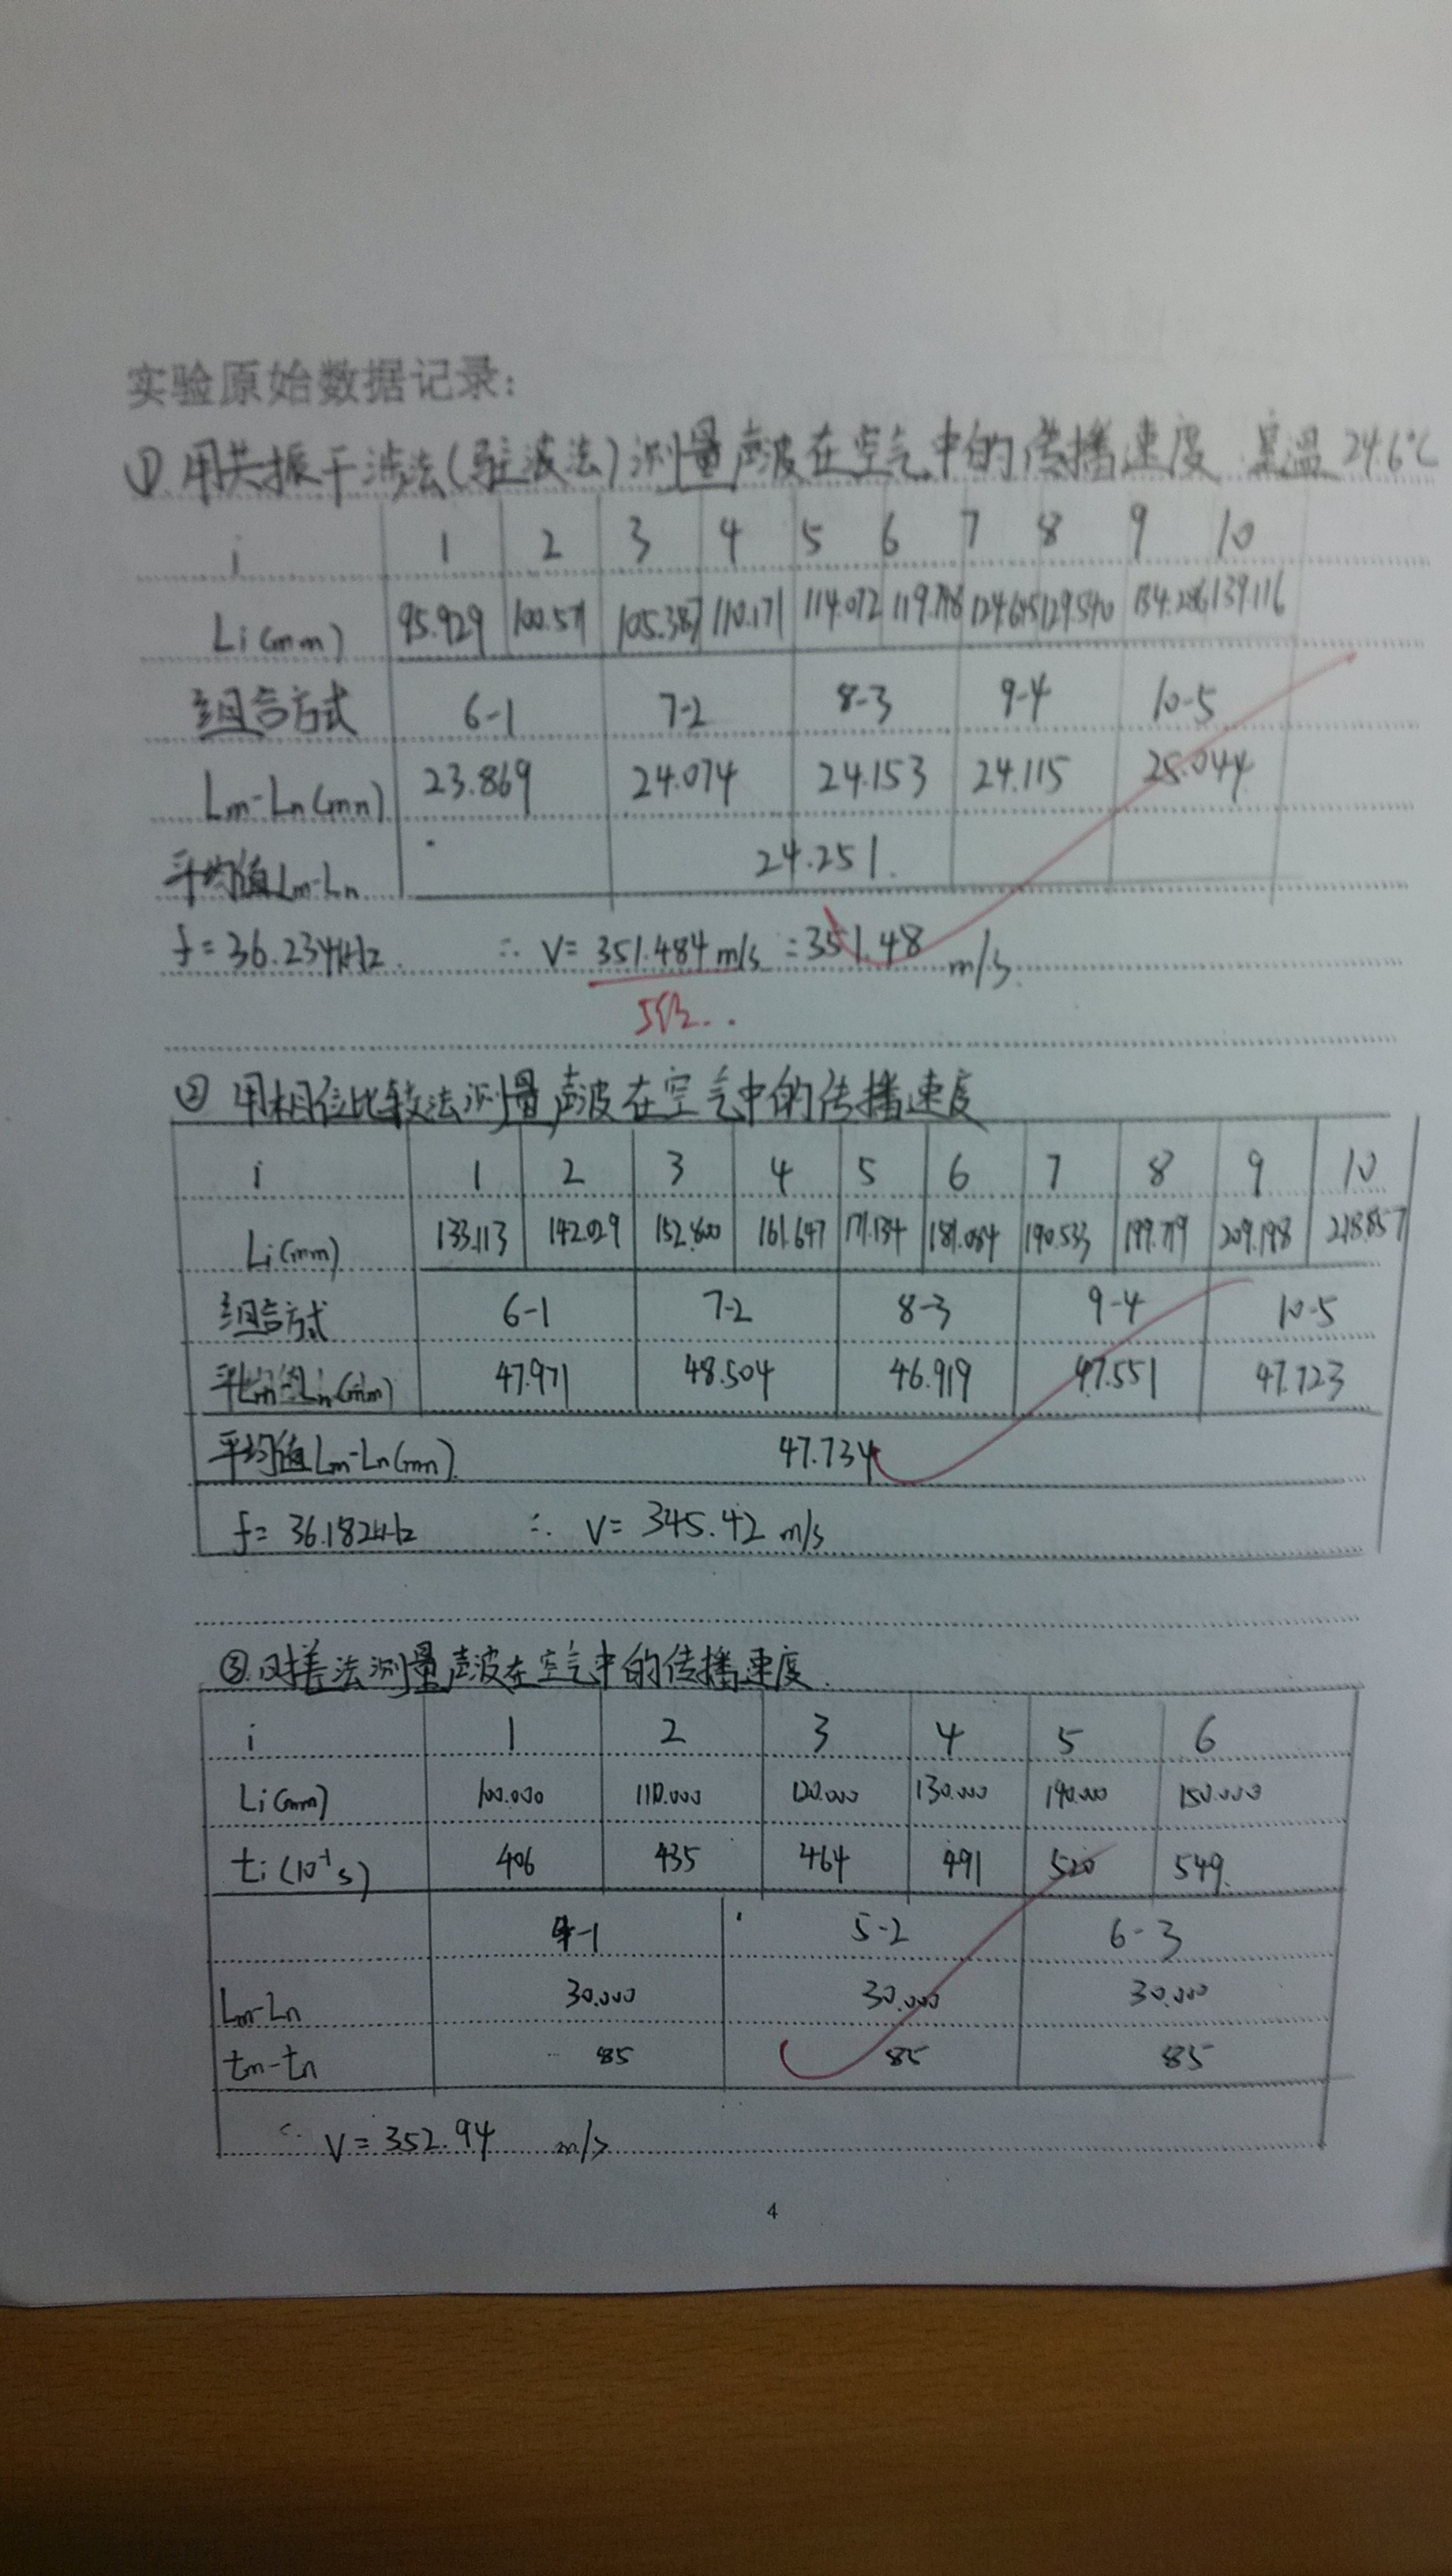 实验原始数据记录:
① 用共振干涉法(驻波法)测量声波在空气中的传播速度 室温 24.6℃
i 1 2 3 4 5 6 7 8 9 10
Li(mm) 95.929 100.571 105.387 110.171 114.072 119.798 124.645 129.540 134.286 139.116
组合方式 6-1 7-2 8-3 9-4 10-5
Lm-Ln(mm) 23.869 24.074 24.153 24.115 25.044
平均值Lm-Ln 24.251
f=36.234kHz ∴ V=351.484 m/s =351.48 m/s
5位..
② 用相位比较法测量声波在空气中的传播速度
i 1 2 3 4 5 6 7 8 9 10
Li(mm) 133.113 142.029 152.800 161.647 171.134 181.084 190.533 199.719 209.198 218.857
组合方式 6-1 7-2 8-3 9-4 10-5
Lm-Ln(mm) 47.971 48.504 46.919 47.551 47.723
平均值Lm-Ln(mm) 47.734
f=36.182kHz ∴ V=345.42 m/s
③ 时差法测量声波在空气中的传播速度
i 1 2 3 4 5 6
Li(mm) 100.000 110.000 120.000 130.000 140.000 150.000
ti 406 435 464 491 520 549
4-1 5-2 6-3
Lm-Ln 30.000 30.000 30.000
tm-tn 85 85 85
∴ V=352.94 m/s
4